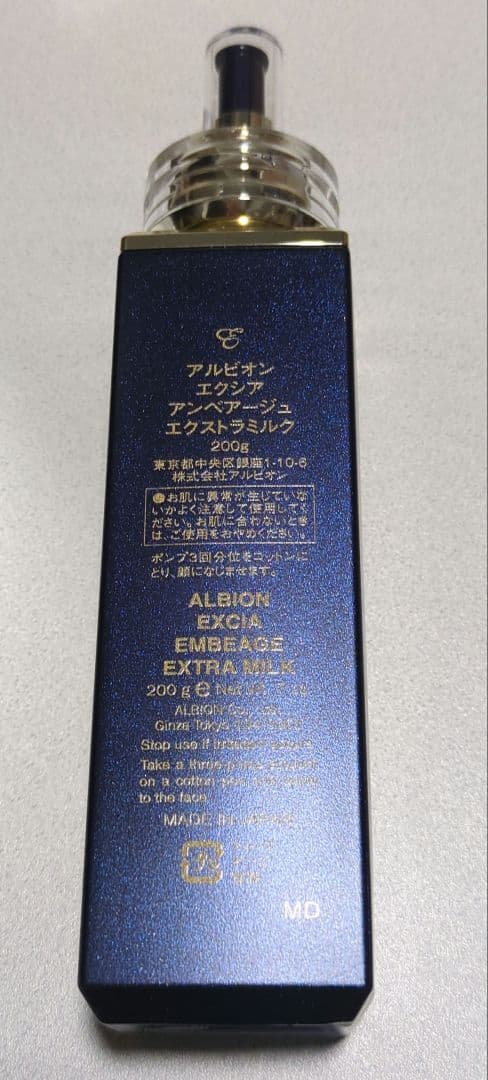 アルビオン
エクシア
アンベアージュ
エクストラミルク
200g
東京都中央区銀座1-10-6
株式会社アルビオン
お肌に異常が生じていな
いかよく注意して使用してく
ださい。お肌に合わないとき
は、ご使用をおやめください。
ポンプ3回分位をコットンに
とり、顔になじませます。
ALBION
EXCIA
EMBEAGE
EXTRA MILK
200 g e Net
ALBION Co.,
Ginza Tokyo
Stop use if
Take a three
on a cotton
to the face
MADE IN JAPAN
MD